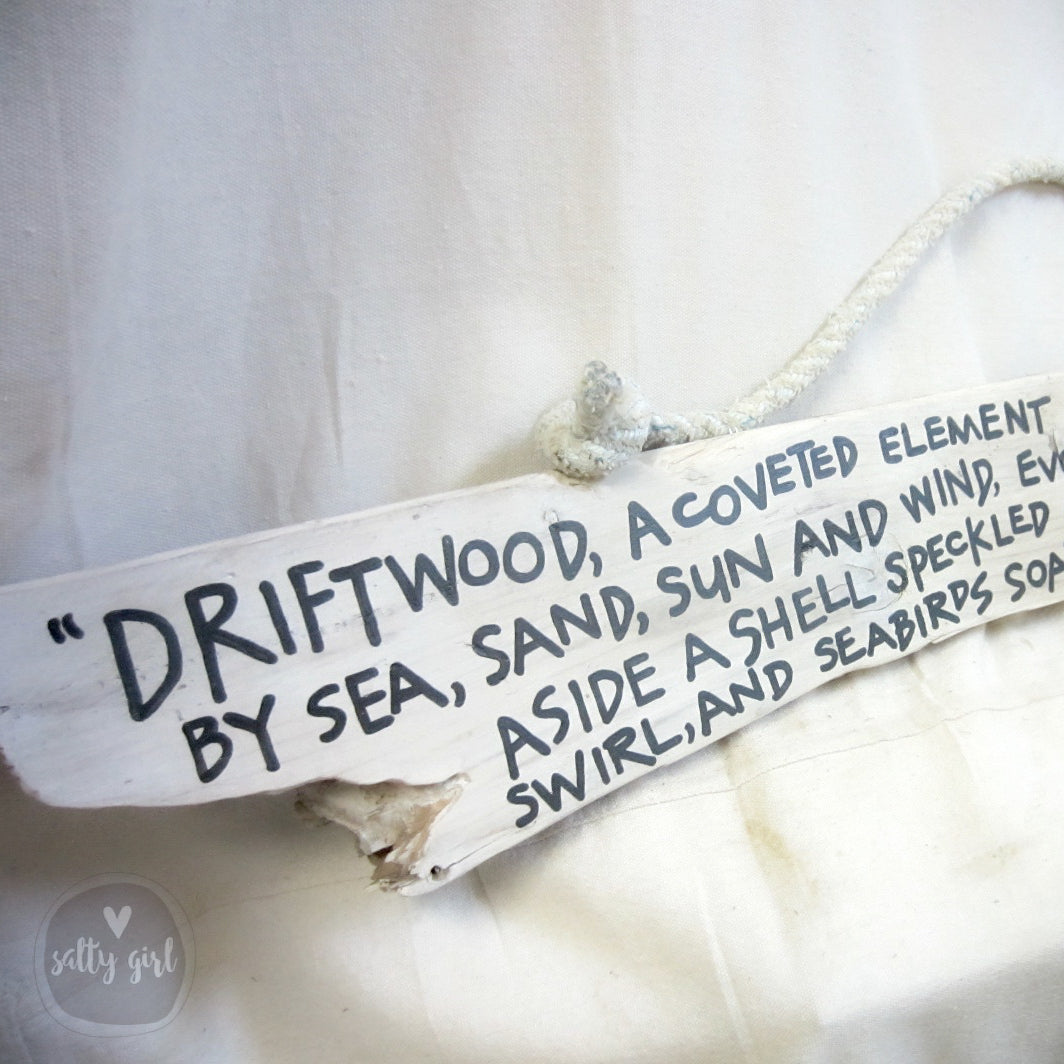 "DRIFTWOOD, A COVETED ELEMENT
BY SEA, SAND, SUN AND WIND,
ASIDE A SHELL SPECKLED
SWIRL, AND SEABIRDS
salty girl